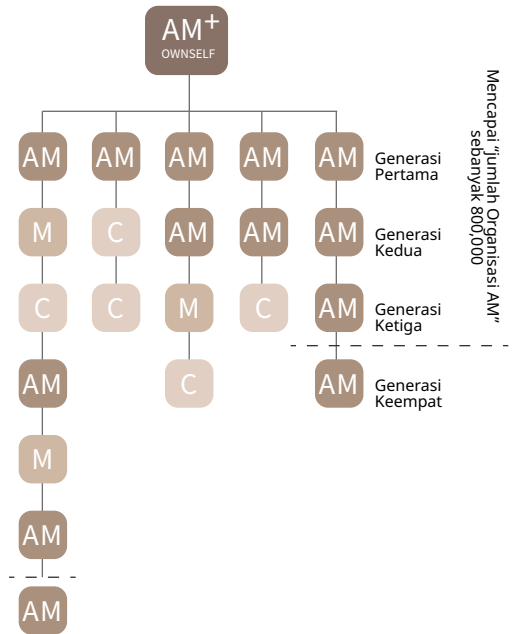 AM+
OWNSELF
AM AM AM AM AM
Generasi
Pertama
M C AM AM AM
Generasi
Kedua
C C M C AM
Generasi
Ketiga
AM C AM
Generasi
Keempat
M
AM
AM
Mencapai “jumlah Organisasi AM”
sebanyak 800,000